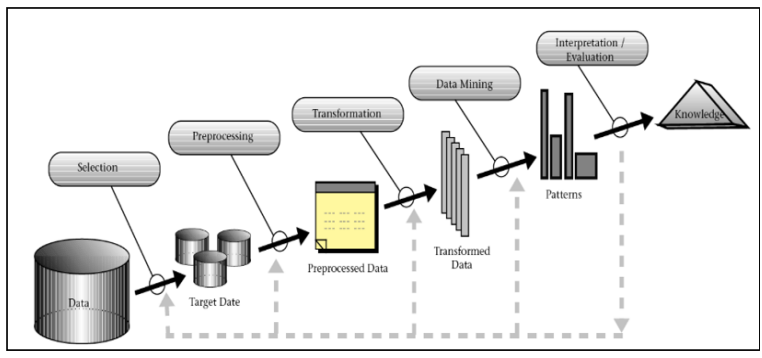 Interpretation /
Evaluation
Data Mining
Transformation
Preprocessing
Selection
Knowledge
Patterns
Transformed
Data
Preprocessed Data
Target Date
Data